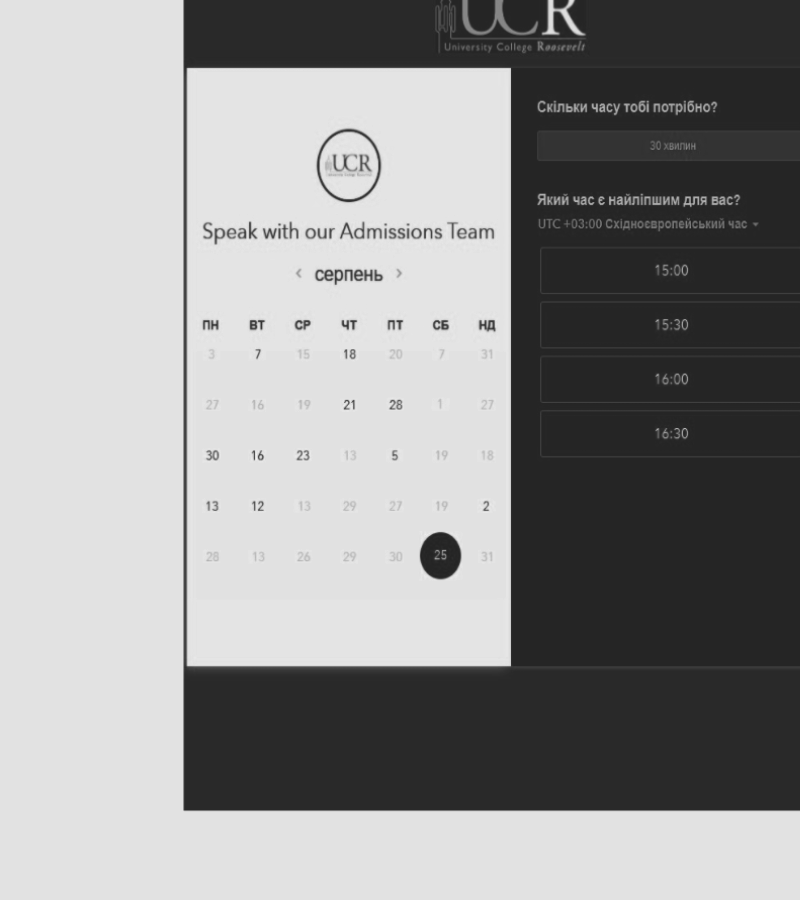 UCR
University College Roosevelt
UCR
Speak with our Admissions Team
‹ серпень ›
ПН ВТ СР ЧТ ПТ СБ НД
3 7 15 18 20 7 31
27 16 19 21 28 1 27
30 16 23 13 5 19 18
13 12 13 29 27 19 2
28 13 26 29 30 25 31
Скільки часу тобі потрібно?
30 хвилин
Який час є найліпшим для вас?
UTC +03:00 Східноєвропейський час
15:00
15:30
16:00
16:30